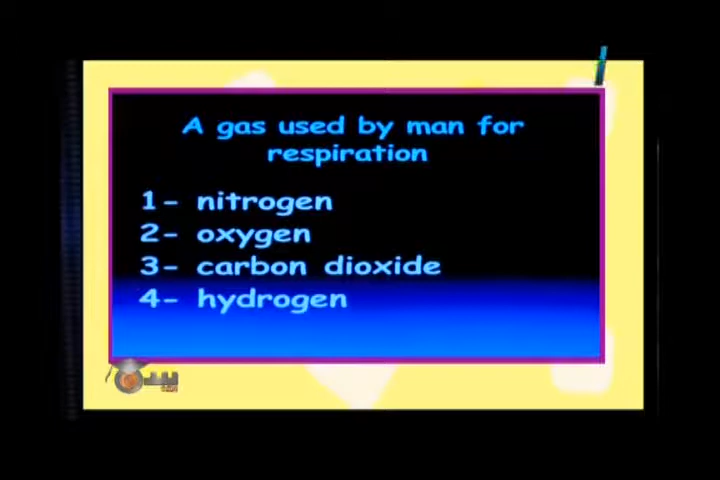 A gas used by man for
respiration
1- nitrogen
2- oxygen
3- carbon dioxide
4- hydrogen